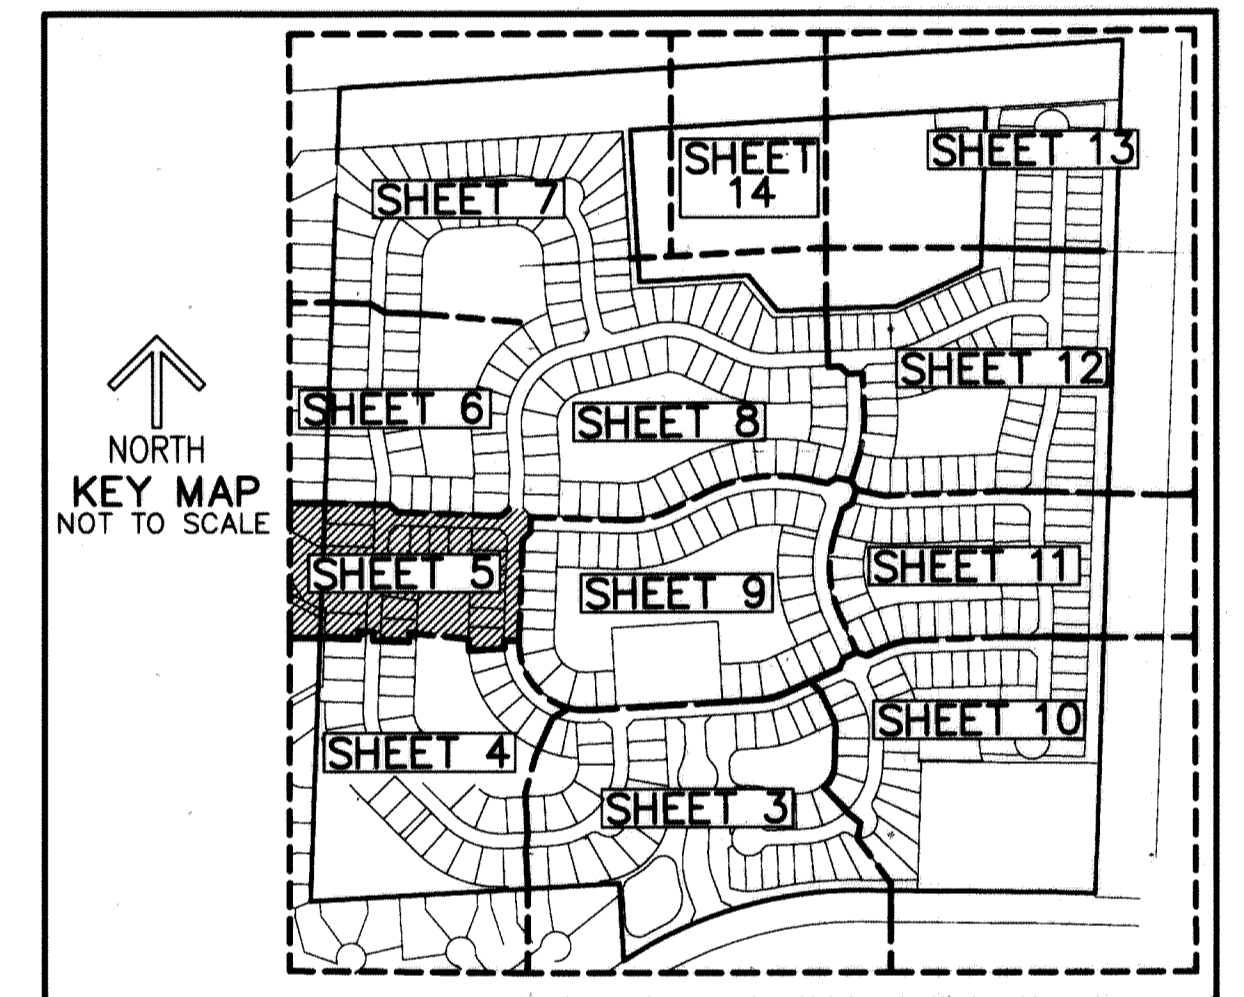 SHEET 13
SHEET
14
SHEET 7
SHEET 12
SHEET 6
SHEET 8
NORTH
KEY MAP
NOT TO SCALE
SHEET 5
SHEET 9
SHEET 11
SHEET 4
SHEET 10
SHEET 3